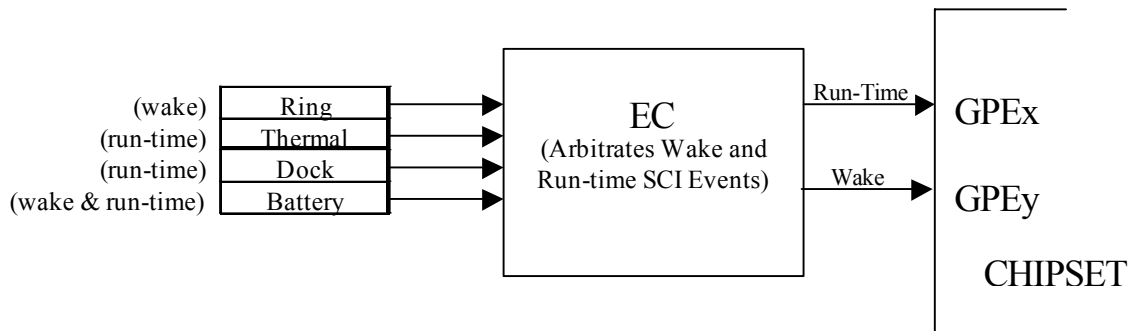 (wake) Ring
(run-time) Thermal
(run-time) Dock
(wake & run-time) Battery
EC
(Arbitrates Wake and
Run-time SCI Events)
Run-Time
Wake
GPEx
GPEy
CHIPSET